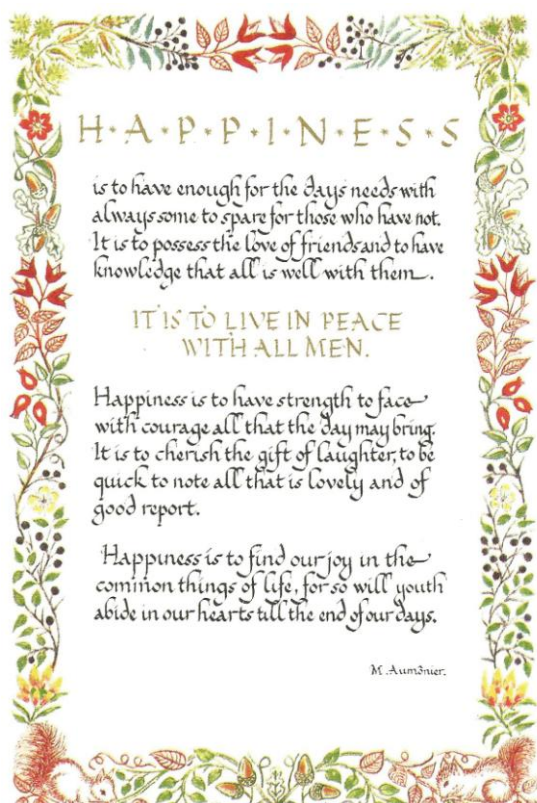 H·A·P·P·I·N·E·S·S
is to have enough for the days needs with
always some to spare for those who have not.
It is to possess the love of friends and to have
knowledge that all is well with them.
IT IS TO LIVE IN PEACE
WITH ALL MEN.
Happiness is to have strength to face
with courage all that the day may bring.
It is to cherish the gift of laughter, to be
quick to note all that is lovely and of
good report.
Happiness is to find our joy in the
common things of life, for so will youth
abide in our hearts till the end of our days.
M. Aumônier.